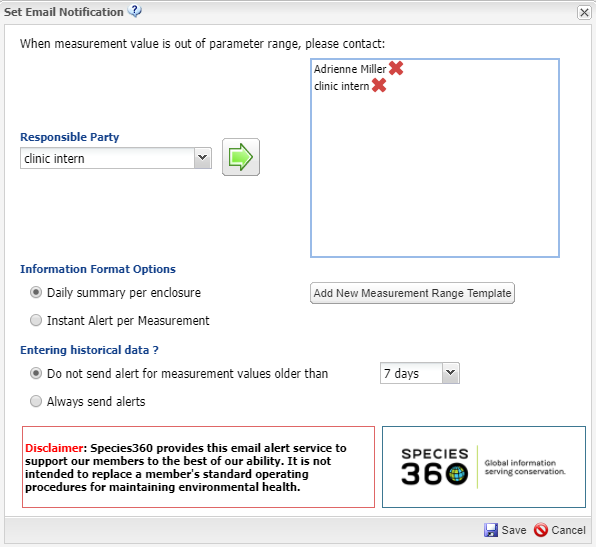 Set Email Notification
When measurement value is out of parameter range, please contact:
Adrienne Miller
clinic intern
Responsible Party
clinic intern
Information Format Options
Daily summary per enclosure
Add New Measurement Range Template
Instant Alert per Measurement
Entering historical data ?
Do not send alert for measurement values older than
7 days
Always send alerts
Disclaimer: Species360 provides this email alert service to
support our members to the best of our ability. It is not
intended to replace a member's standard operating
procedures for maintaining environmental health.
SPECIES
360
Global information
serving conservation.
Save
Cancel